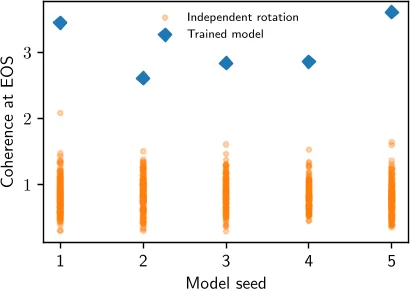 Independent rotation
Trained model
Coherence at EOS
3
2
1
1 2 3 4 5
Model seed